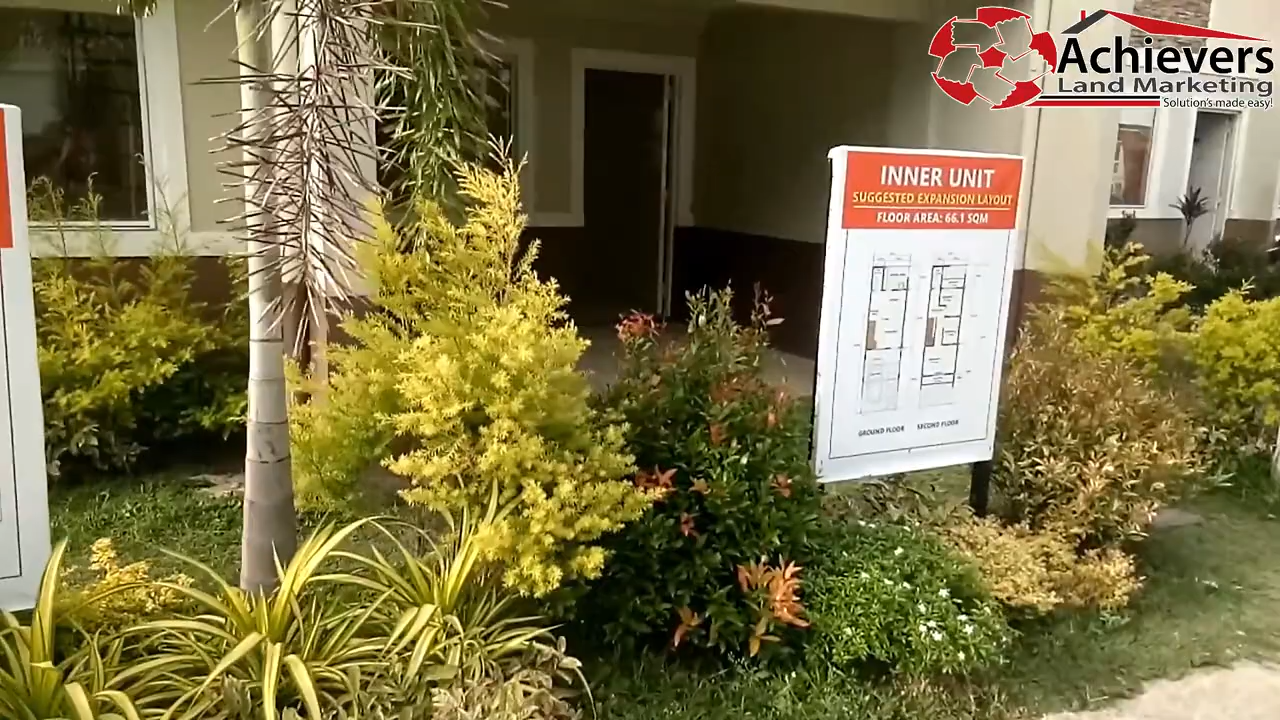 Achievers
Land Marketing
Solution's made easy!
INNER UNIT
SUGGESTED EXPANSION LAYOUT
FLOOR AREA: 66.1 SQM
GROUND FLOOR
SECOND FLOOR